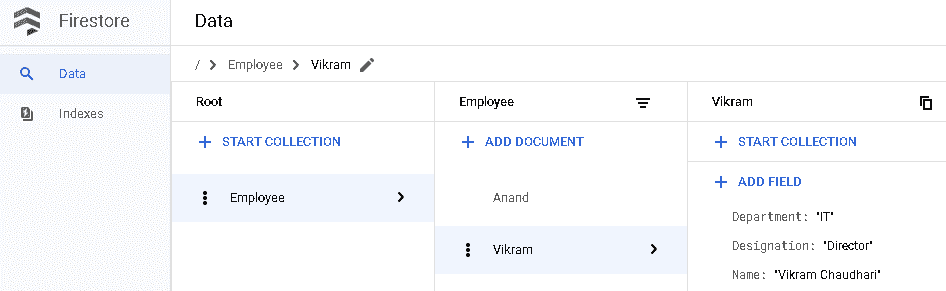 Firestore
Data
Data
Indexes
/ > Employee > Vikram
Root
+ START COLLECTION
Employee
Employee
+ ADD DOCUMENT
Anand
Vikram
Vikram
+ START COLLECTION
+ ADD FIELD
Department: "IT"
Designation: "Director"
Name: "Vikram Chaudhari"